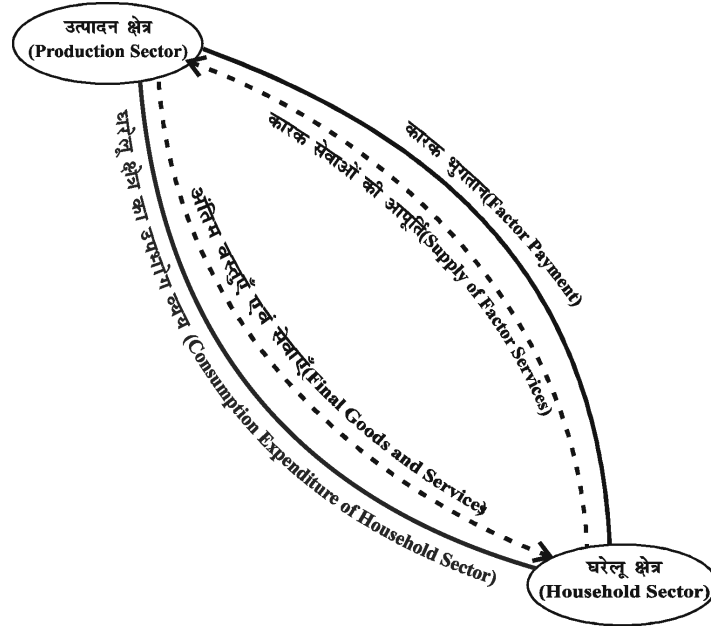 उत्पादन क्षेत्र
(Production Sector)
कारक भुगतान(Factor Payment)
कारक सेवाओं की आपूर्ति(Supply of Factor Services)
अंतिम वस्तुएँ एवं सेवाएँ(Final Goods and Services)
घरेलू क्षेत्र का उपभोग व्यय (Consumption Expenditure of Household Sector)
घरेलू क्षेत्र
(Household Sector)